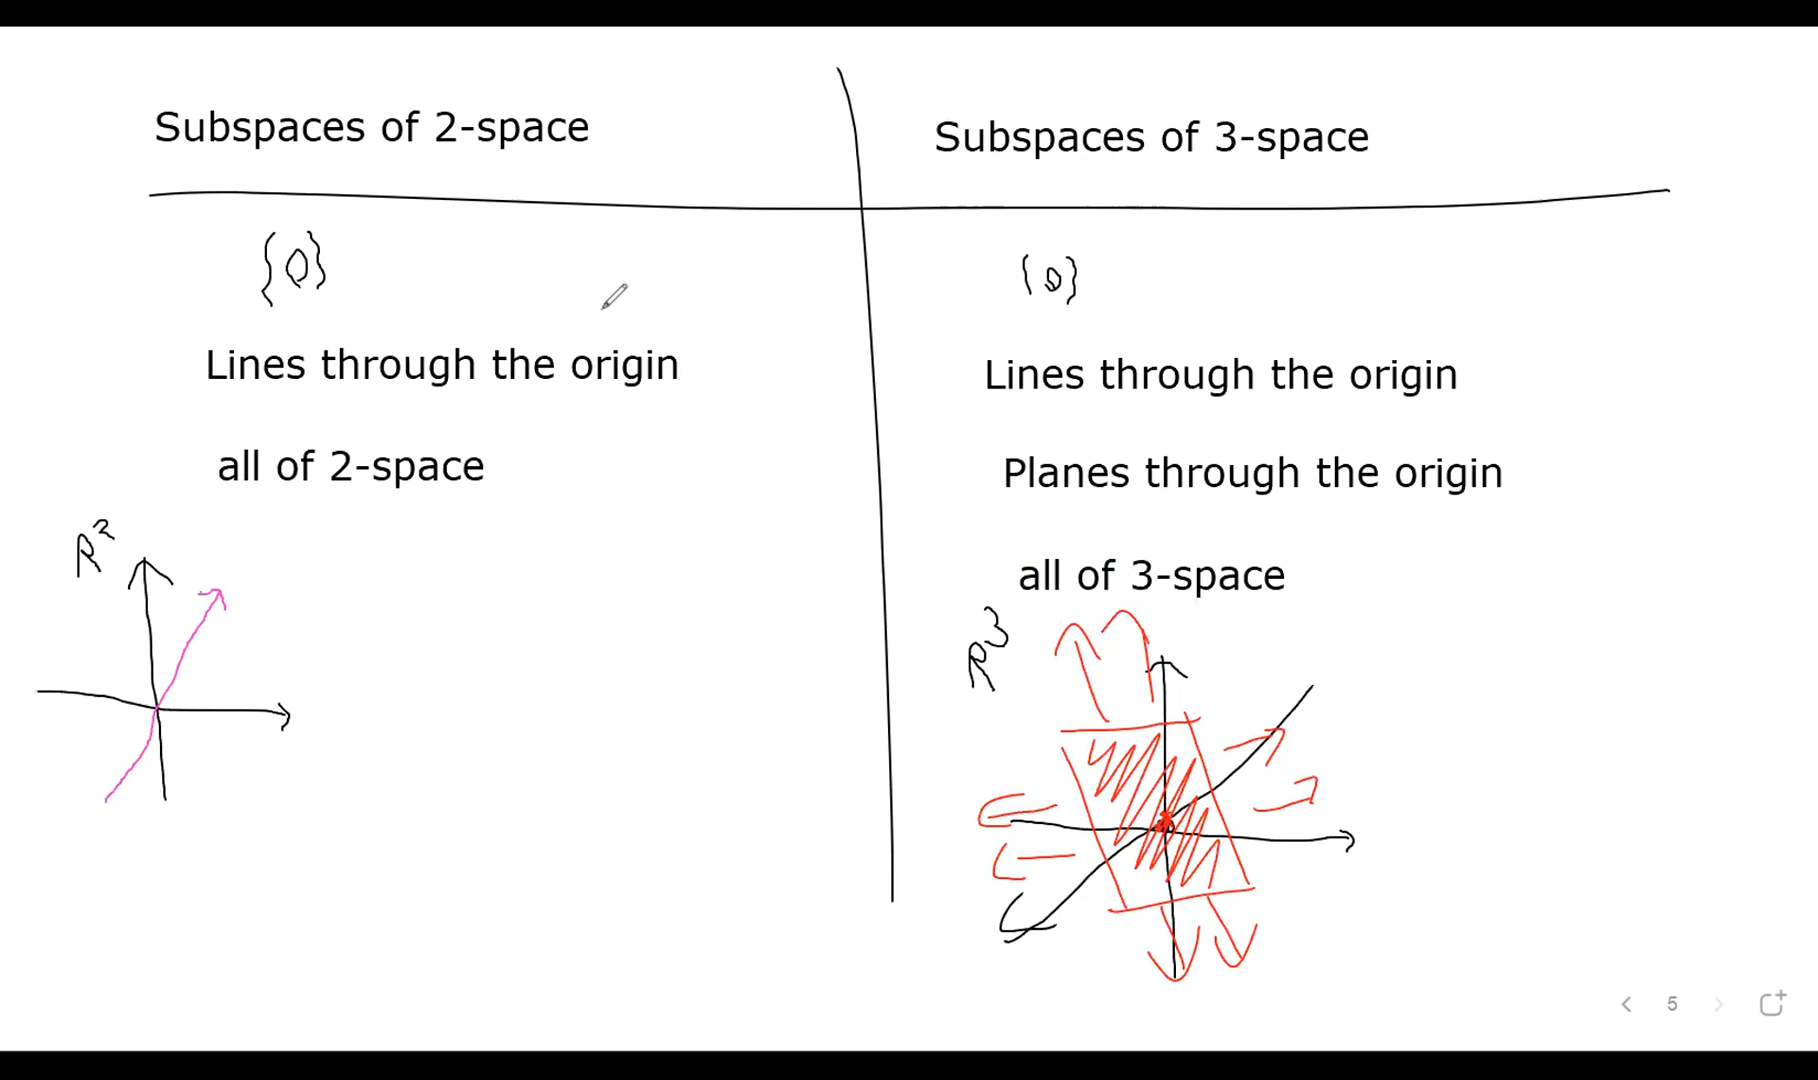 Subspaces of 2-space
{0}
Lines through the origin
all of 2-space
R²
Subspaces of 3-space
{0}
Lines through the origin
Planes through the origin
all of 3-space
R³
5